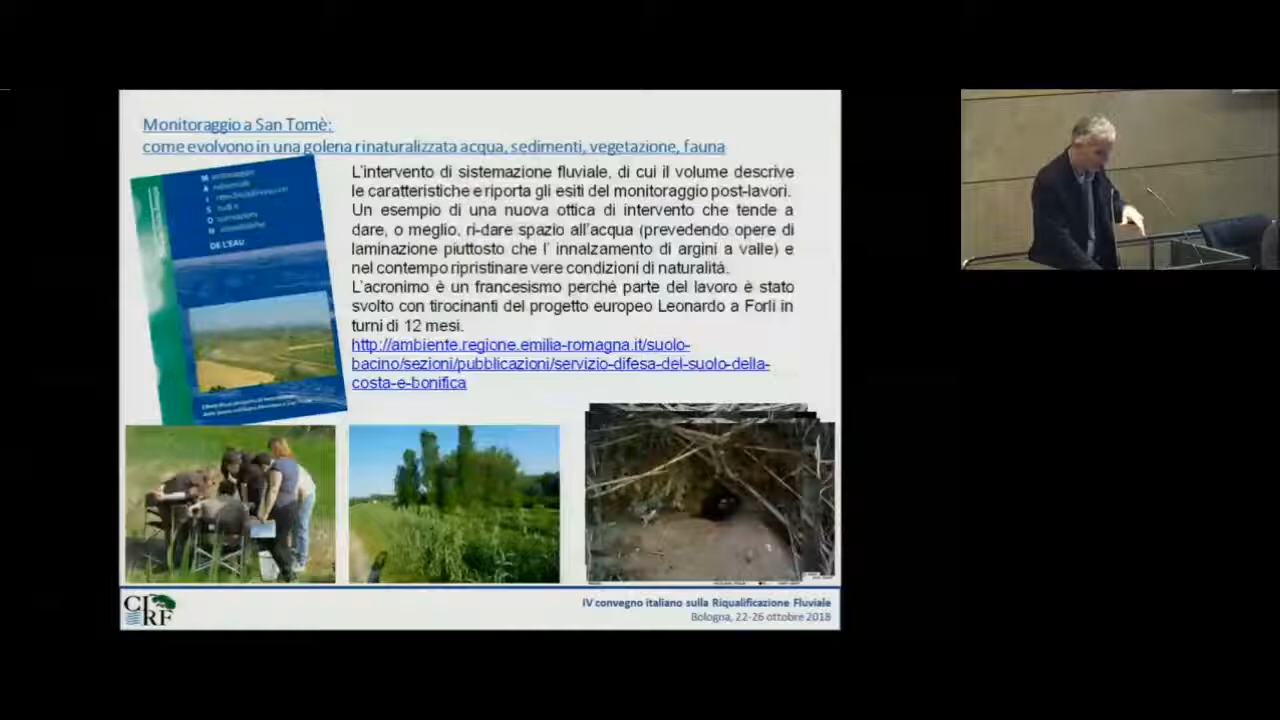 Monitoraggio a San Tomè:
come evolvono in una golena rinaturalizzata acqua, sedimenti, vegetazione, fauna
L'intervento di sistemazione fluviale, di cui il volume descrive
le caratteristiche e riporta gli esiti del monitoraggio post-lavori.
Un esempio di una nuova ottica di intervento che tende a
dare, o meglio, ri-dare spazio all'acqua (prevedendo opere di
laminazione piuttosto che l' innalzamento di argini a valle) e
nel contempo ripristinare vere condizioni di naturalità.
L'acronimo è un francesismo perché parte del lavoro è stato
svolto con tirocinanti del progetto europeo Leonardo a Forlì in
turni di 12 mesi.
http://ambiente.regione.emilia-romagna.it/suolo-
bacino/sezioni/pubblicazioni/servizio-difesa-del-suolo-della-
costa-e-bonifica
M
A
I
S
O
N
DE L'EAU
CIRF
IV convegno italiano sulla Riqualificazione Fluviale
Bologna, 22-26 ottobre 2018